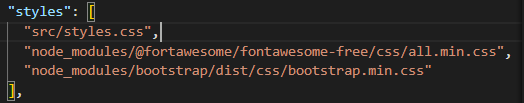 "styles": [
"src/styles.css",
"node_modules/@fortawesome/fontawesome-free/css/all.min.css",
"node_modules/bootstrap/dist/css/bootstrap.min.css"
],